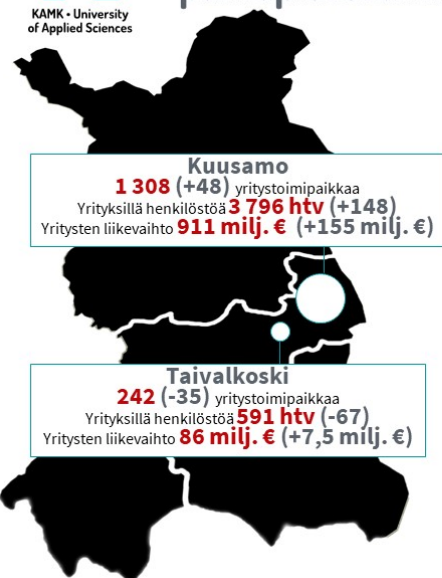 KAMK • University
of Applied Sciences
Kuusamo
1 308 (+48) yritystoimipaikkaa
Yrityksillä henkilöstöä 3 796 htv (+148)
Yritysten liikevaihto 911 milj. € (+155 milj. €)
Taivalkoski
242 (-35) yritystoimipaikkaa
Yrityksillä henkilöstöä 591 htv (-67)
Yritysten liikevaihto 86 milj. € (+7,5 milj. €)